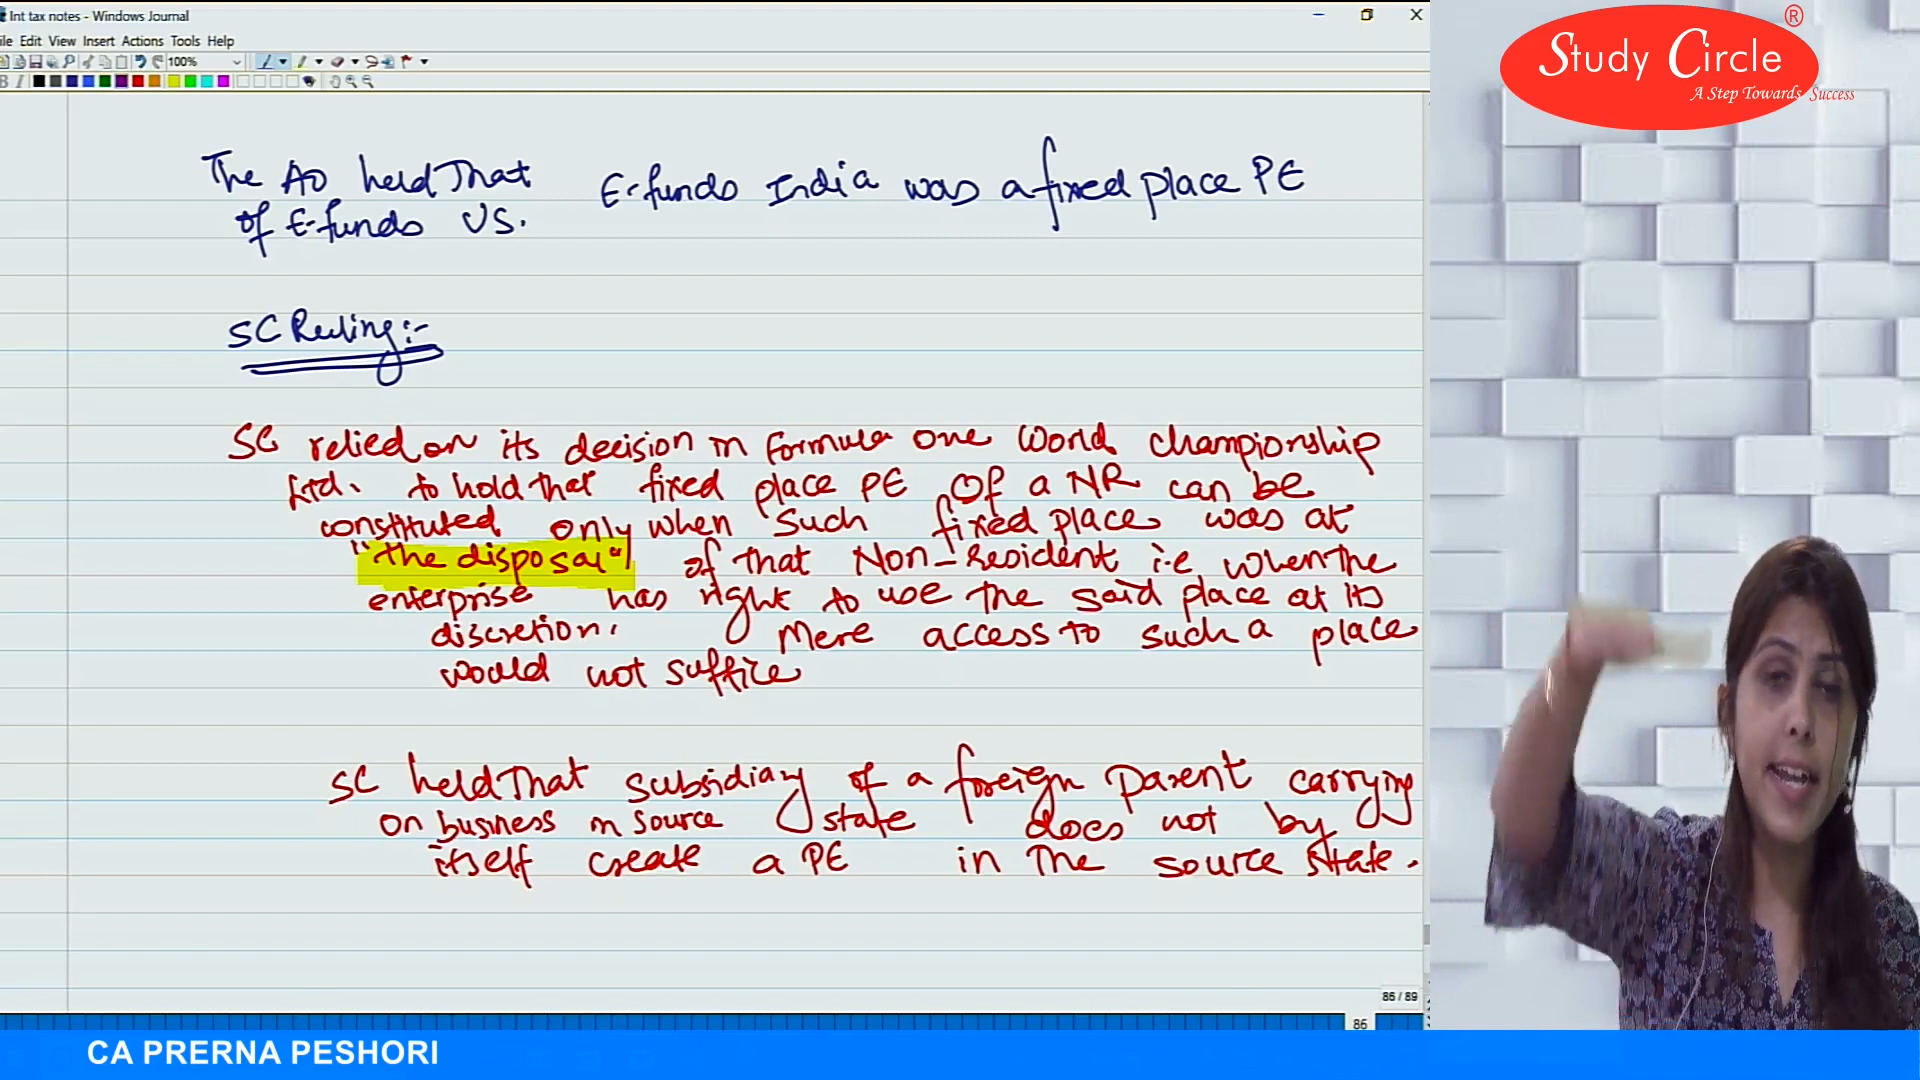 Int tax notes - Windows Journal
ile Edit View Insert Actions Tools Help
100%
B I
The AO held That E-funds India was a fixed place PE
of E-funds US.
SC Ruling:-
SC relied on its decision in Formula One World Championship
Ltd. to hold that fixed place PE of a NR can be
constituted only when such fixed place was at
"the disposal" of that Non-resident i.e when the
enterprise has right to use the said place at its
discretion. Mere access to such a place
would not suffice
SC held That subsidiary of a foreign parent carrying
on business in source state does not by
itself create a PE in the source state.
86 / 89
86
Study Circle ®
A Step Towards Success
CA PRERNA PESHORI